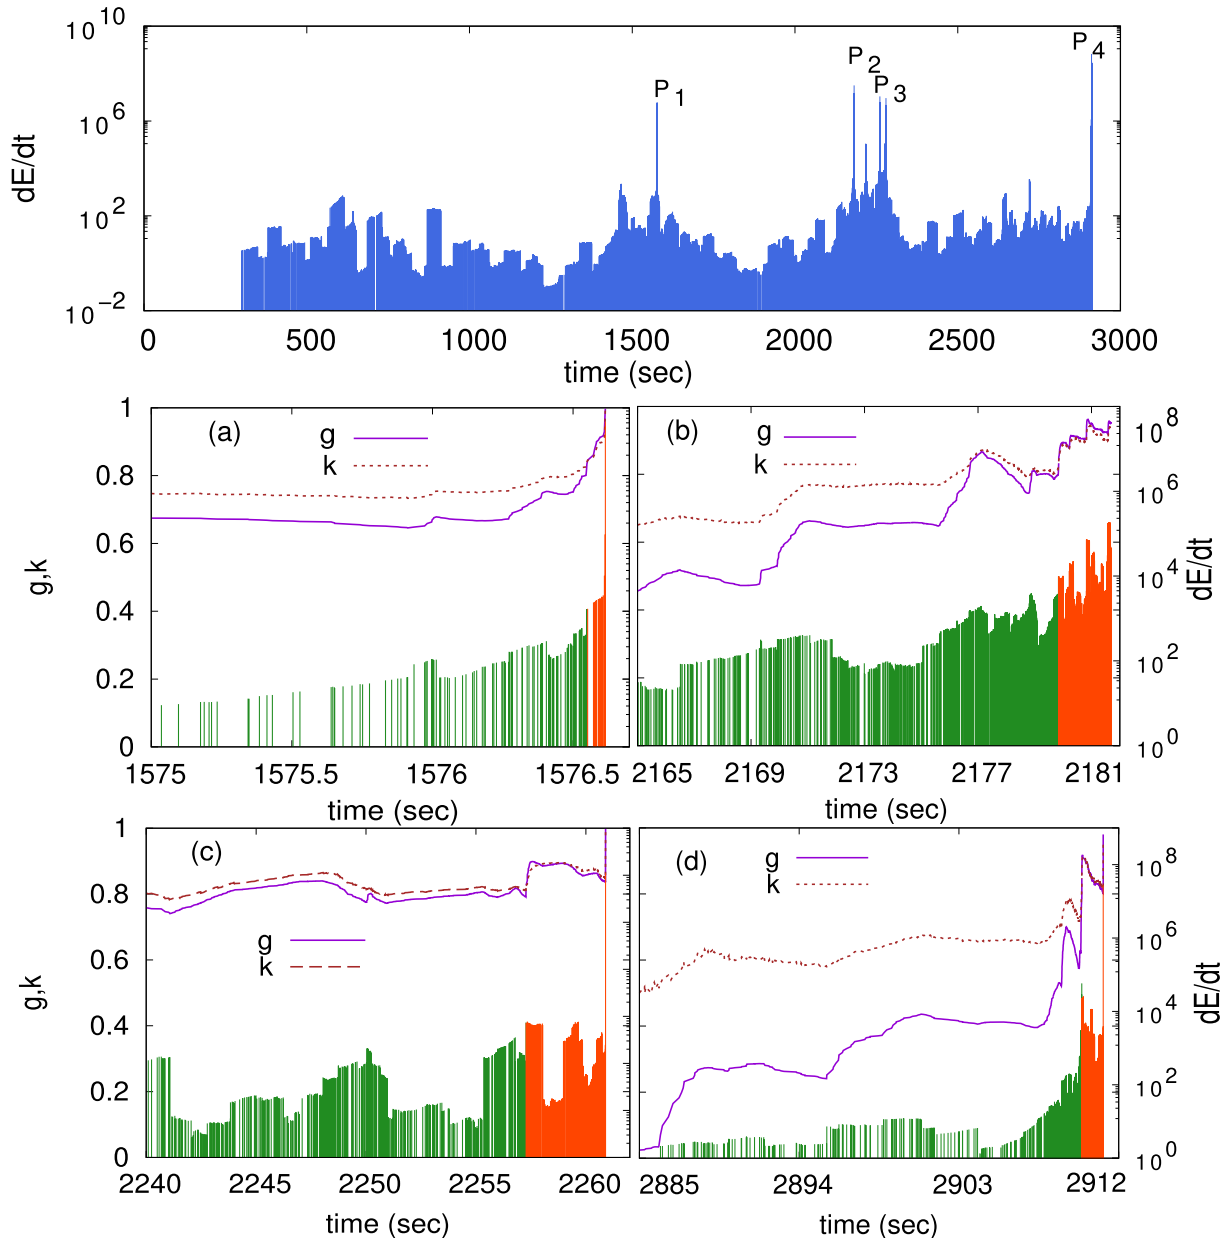 10^10
10^6
10^2
10^-2
dE/dt
P_1
P_2
P_3
P_4
0 500 1000 1500 2000 2500 3000
time (sec)
(a)
g
k
1
0.8
0.6
0.4
0.2
0
g,k
1575 1575.5 1576 1576.5
time (sec)
(b)
g
k
10^8
10^6
10^4
10^2
10^0
dE/dt
2165 2169 2173 2177 2181
time (sec)
(c)
g
k
1
0.8
0.6
0.4
0.2
0
g,k
2240 2245 2250 2255 2260
time (sec)
(d)
g
k
10^8
10^6
10^4
10^2
10^0
dE/dt
2885 2894 2903 2912
time (sec)